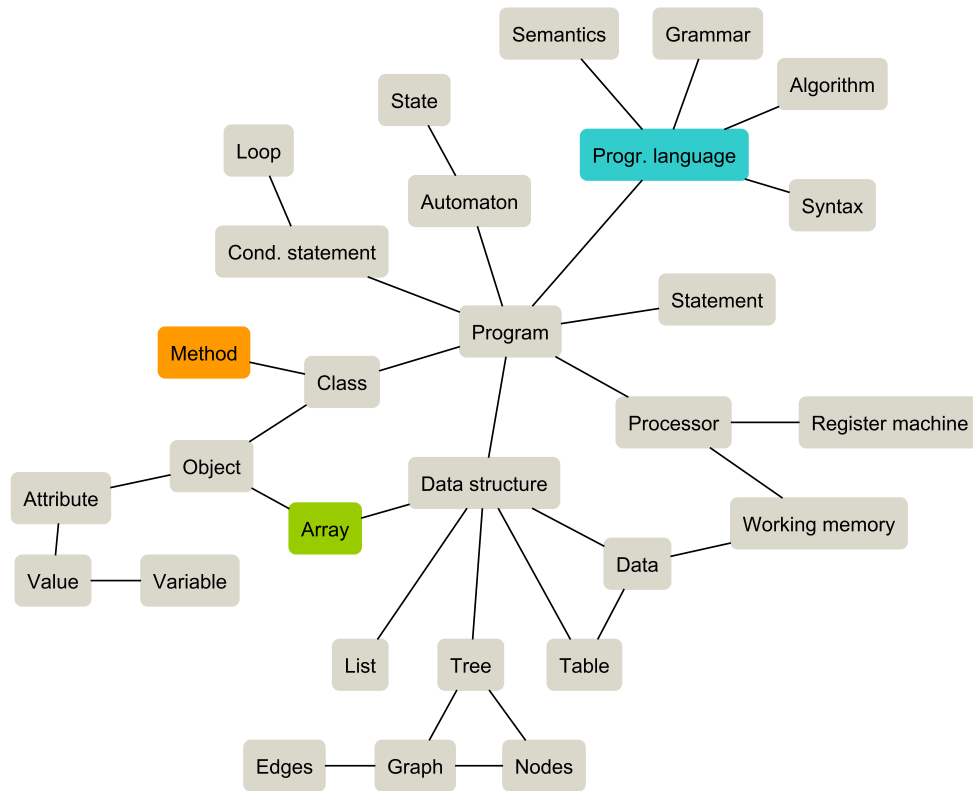 Semantics
Grammar
Algorithm
State
Progr. language
Loop
Automaton
Syntax
Cond. statement
Statement
Program
Method
Class
Processor
Register machine
Object
Data structure
Attribute
Array
Working memory
Data
Value
Variable
List
Tree
Table
Edges
Graph
Nodes